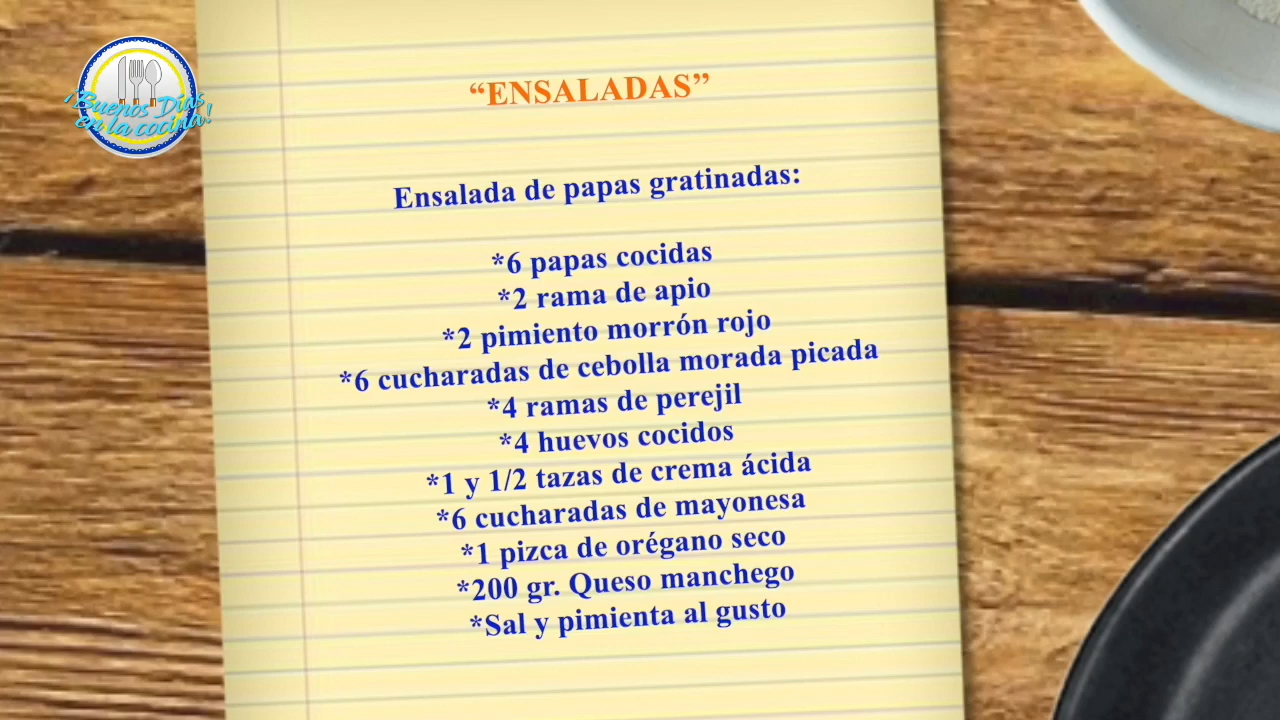 ¡Buenos Días
en la cocina!
“ENSALADAS”
Ensalada de papas gratinadas:
*6 papas cocidas
*2 rama de apio
*2 pimiento morrón rojo
*6 cucharadas de cebolla morada picada
*4 ramas de perejil
*4 huevos cocidos
*1 y 1/2 tazas de crema ácida
*6 cucharadas de mayonesa
*1 pizca de orégano seco
*200 gr. Queso manchego
*Sal y pimienta al gusto